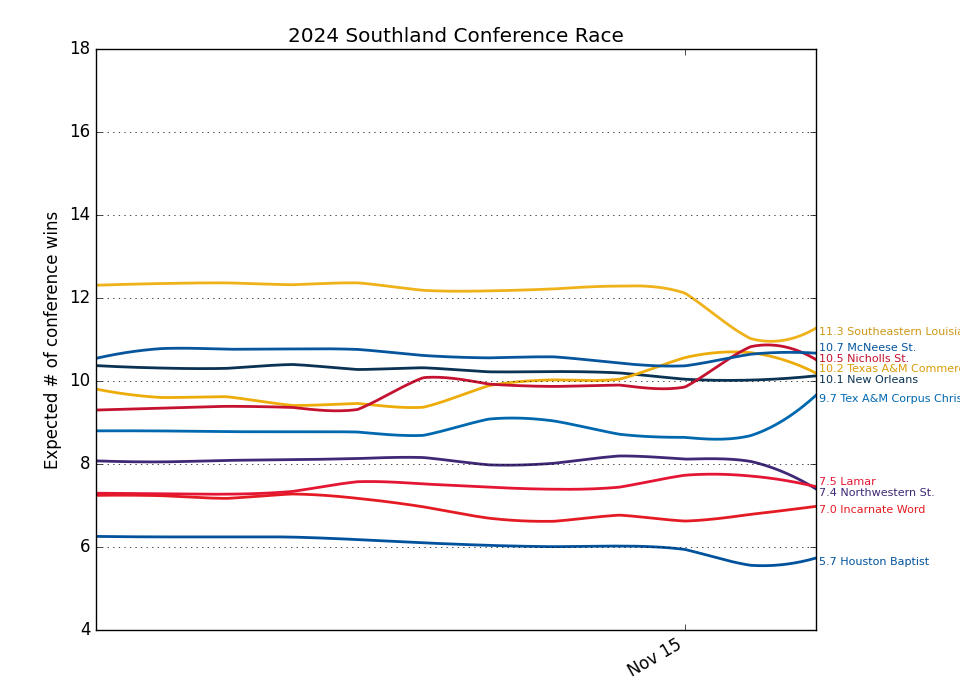 2024 Southland Conference Race
Expected # of conference wins
18
16
14
12
10
8
6
4
Nov 15
11.3 Southeastern Louisia
10.7 McNeese St.
10.5 Nicholls St.
10.2 Texas A&M Commerc
10.1 New Orleans
9.7 Tex A&M Corpus Chris
7.5 Lamar
7.4 Northwestern St.
7.0 Incarnate Word
5.7 Houston Baptist